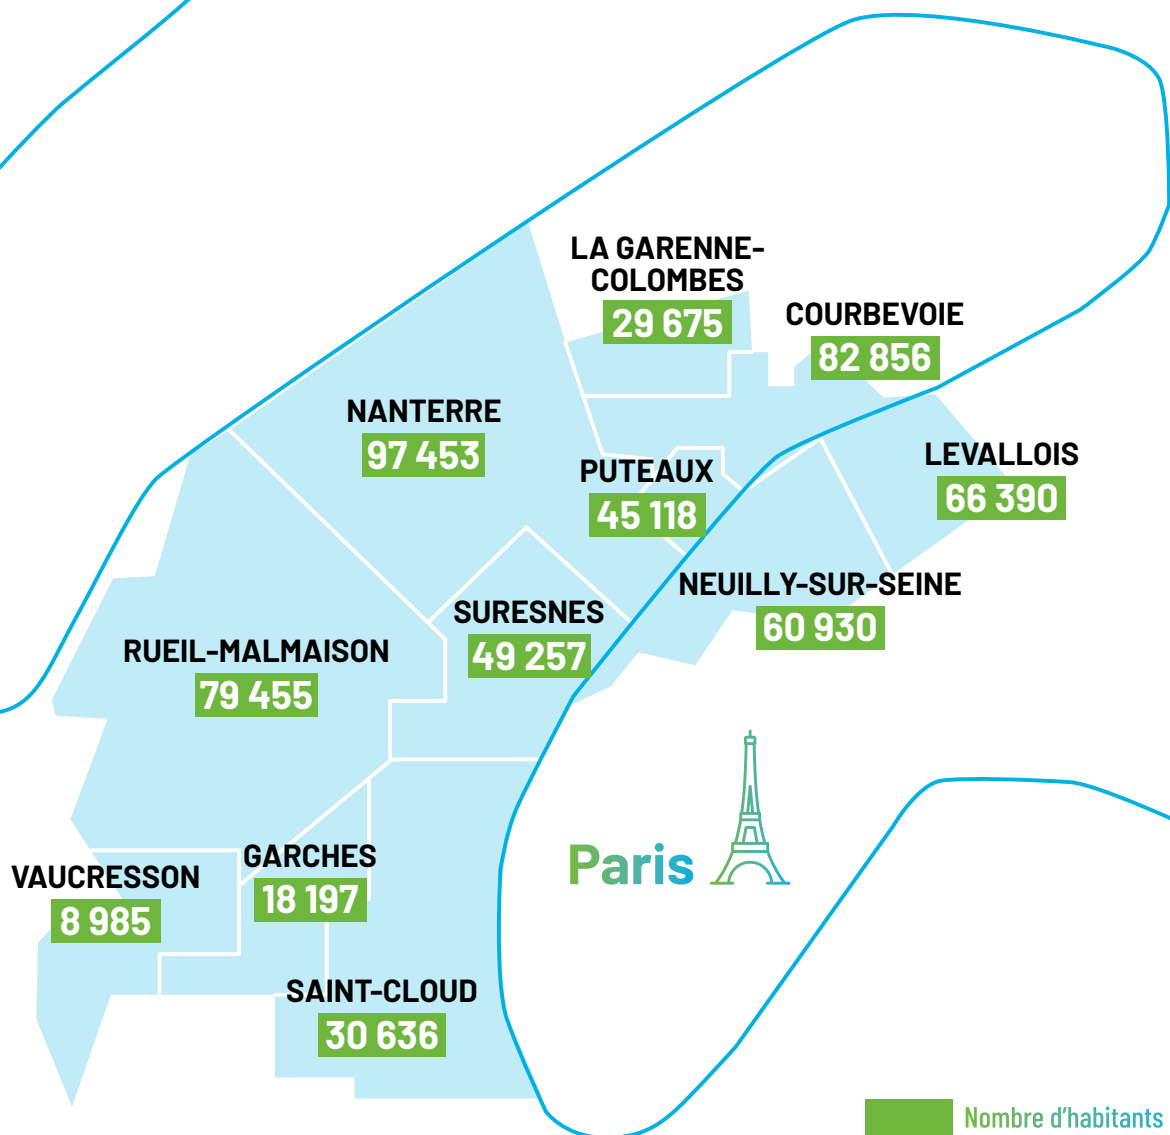 LA GARENNE-
COLOMBES
29 675
COURBEVOIE
82 856
NANTERRE
97 453
PUTEAUX
45 118
LEVALLOIS
66 390
NEUILLY-SUR-SEINE
60 930
SURESNES
49 257
RUEIL-MALMAISON
79 455
Paris
GARCHES
18 197
VAUCRESSON
8 985
SAINT-CLOUD
30 636
Nombre d'habitants